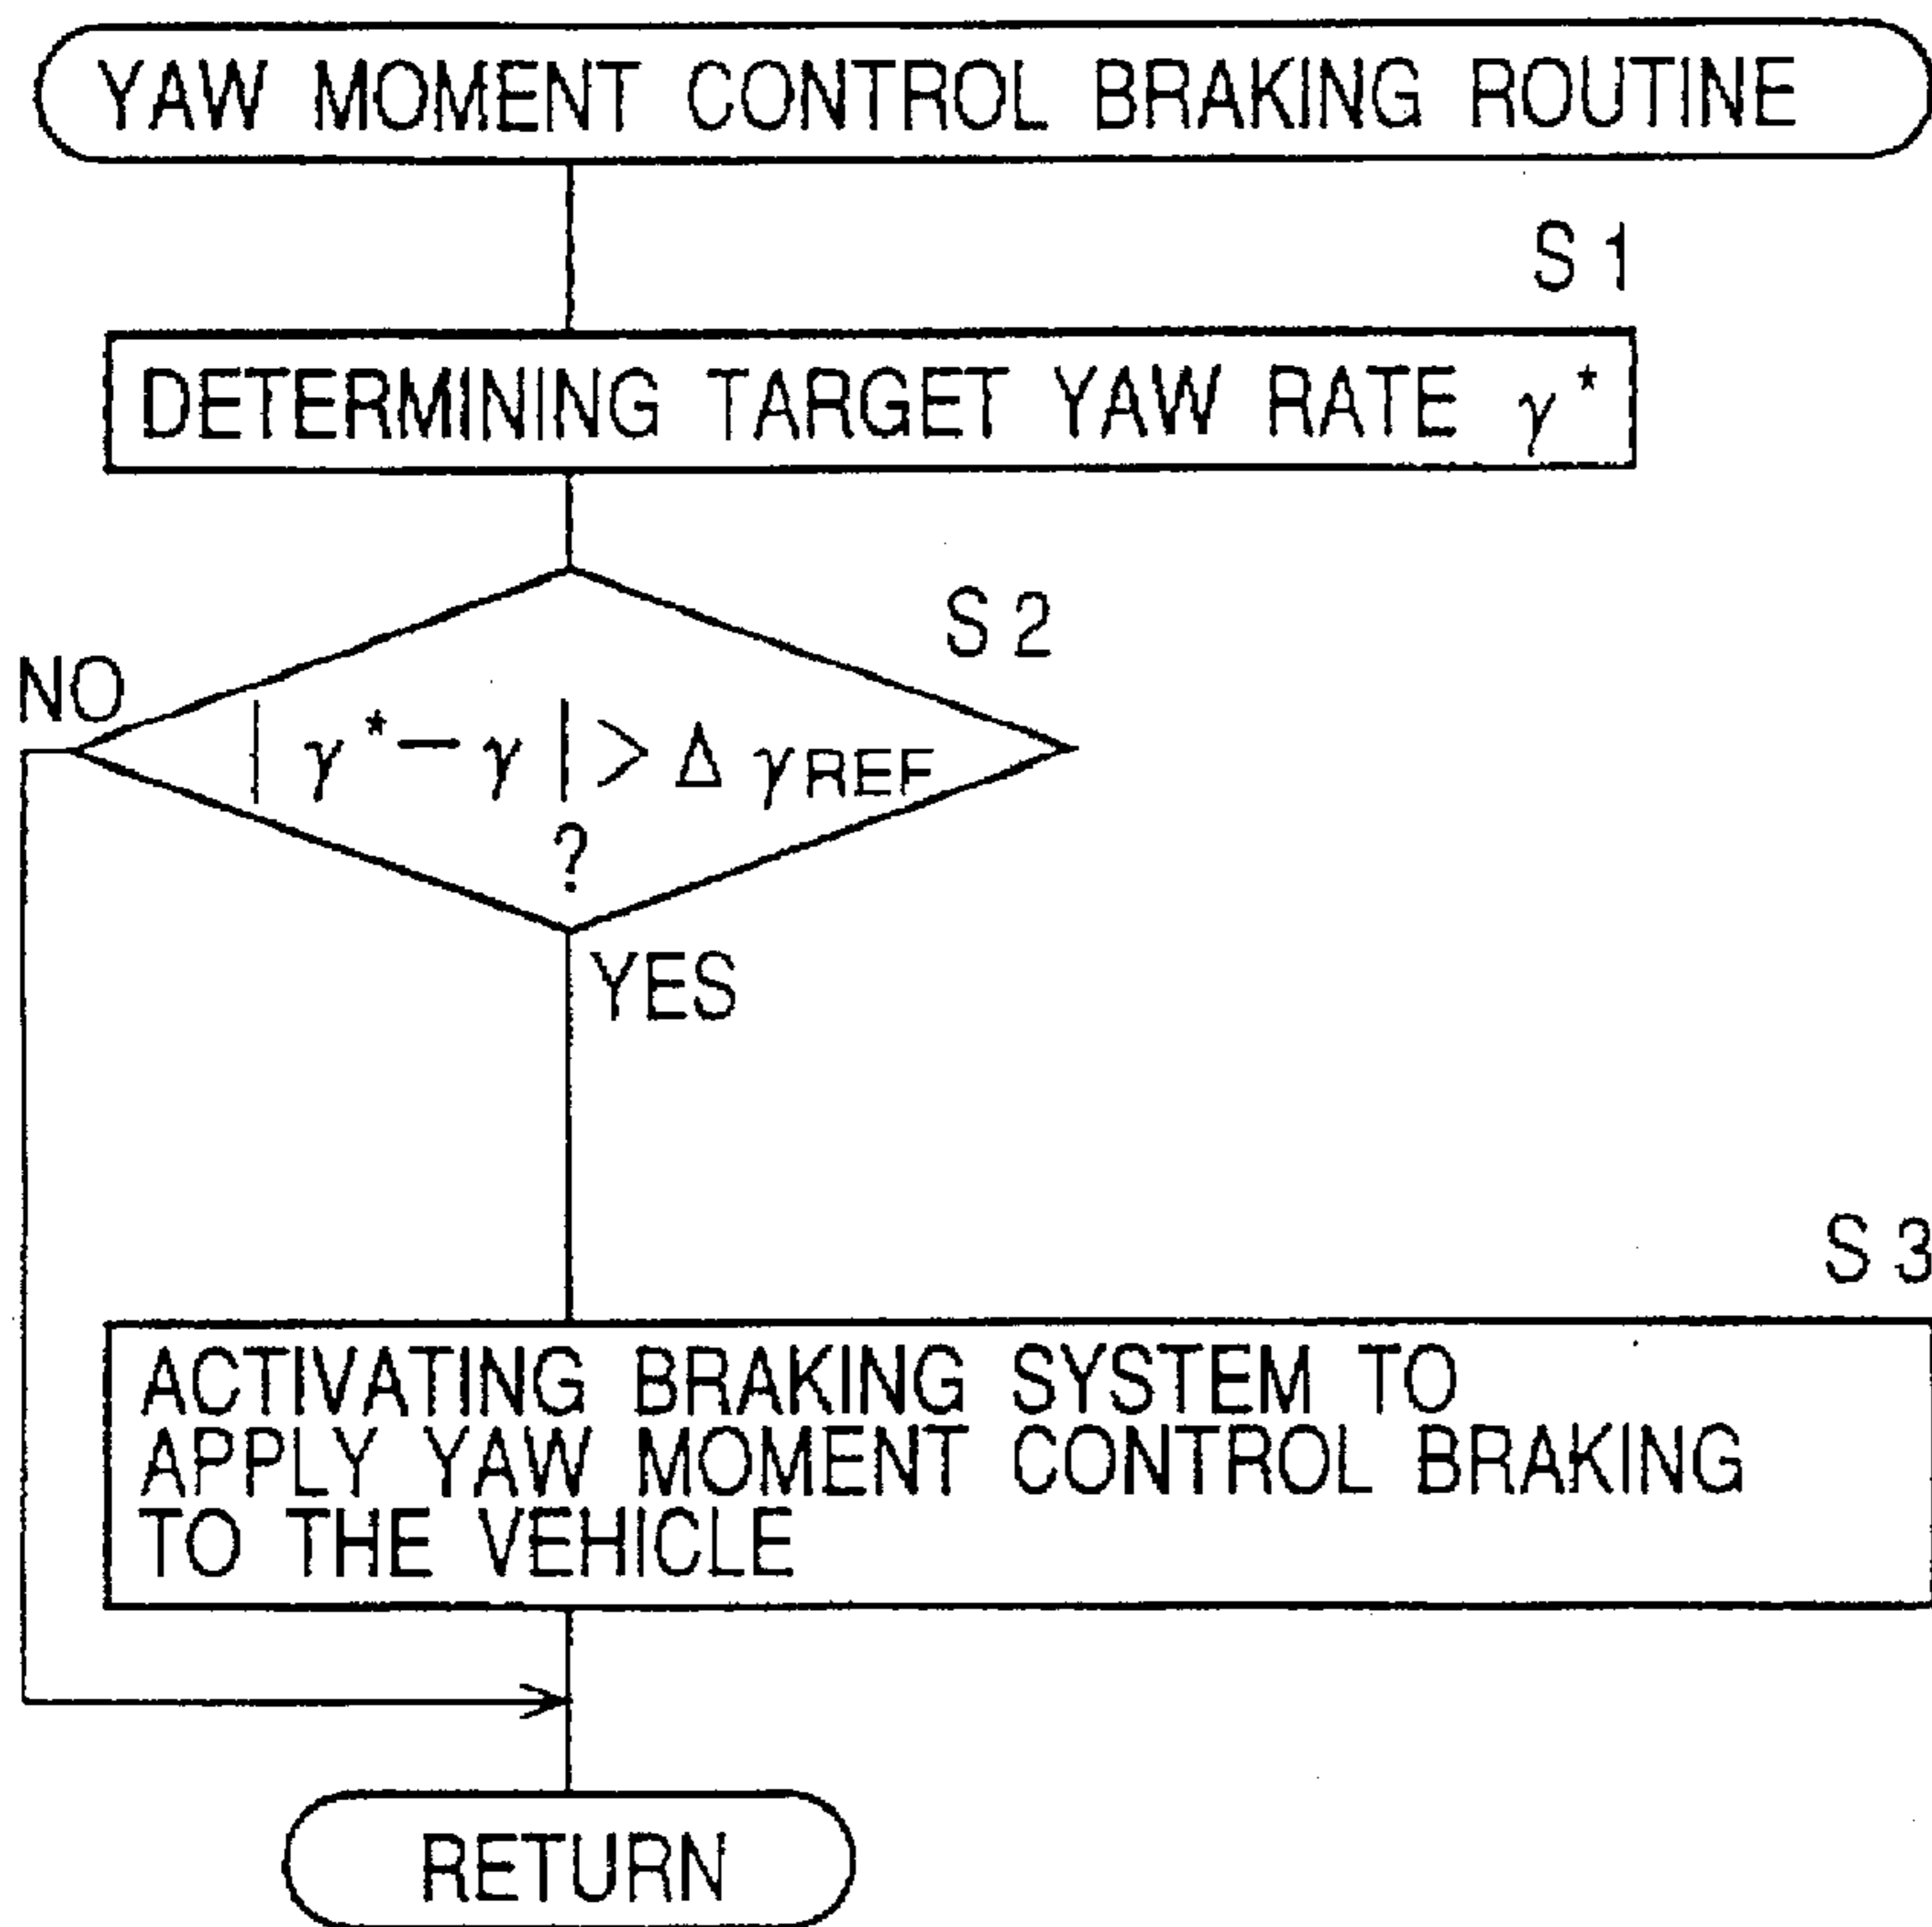 YAW MOMENT CONTROL BRAKING ROUTINE
S1
DETERMINING TARGET YAW RATE γ*
S2
NO
| γ*− γ |> Δ γREF
?
YES
S3
ACTIVATING BRAKING SYSTEM TO
APPLY YAW MOMENT CONTROL BRAKING
TO THE VEHICLE
RETURN